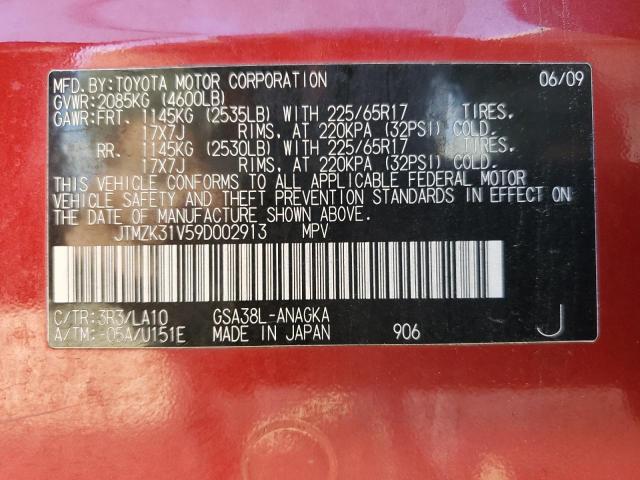 MFD.BY:TOYOTA MOTOR CORPORATION 06/09
GVWR:2085KG (4600LB)
GAWR:FRT. 1145KG (2535LB) WITH 225/65R17 TIRES,
17X7J RIMS, AT 220KPA (32PSI) COLD.
RR. 1145KG (2530LB) WITH 225/65R17 TIRES,
17X7J RIMS, AT 220KPA (32PSI) COLD.
THIS VEHICLE CONFORMS TO ALL APPLICABLE FEDERAL MOTOR
VEHICLE SAFETY AND THEFT PREVENTION STANDARDS IN EFFECT ON
THE DATE OF MANUFACTURE SHOWN ABOVE.
JTMZK31V59D002913 MPV
C/TR:3R3/LA10 GSA38L-ANAGKA
A/TM:-05A/U151E MADE IN JAPAN 906 J